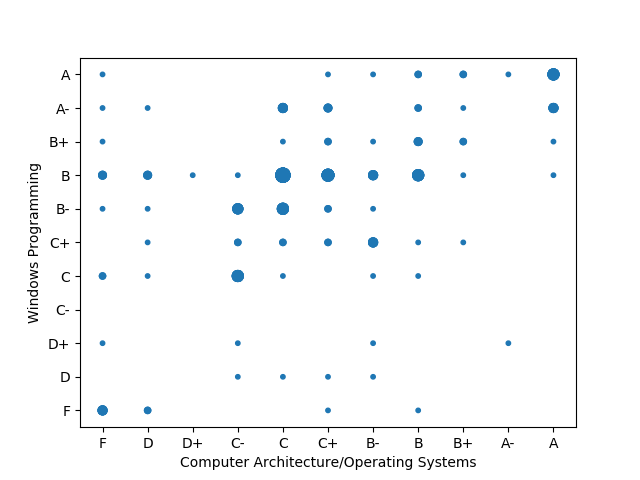 A
A-
B+
B
B-
C+
C
C-
D+
D
F
Windows Programming
F D D+ C- C C+ B- B B+ A- A
Computer Architecture/Operating Systems